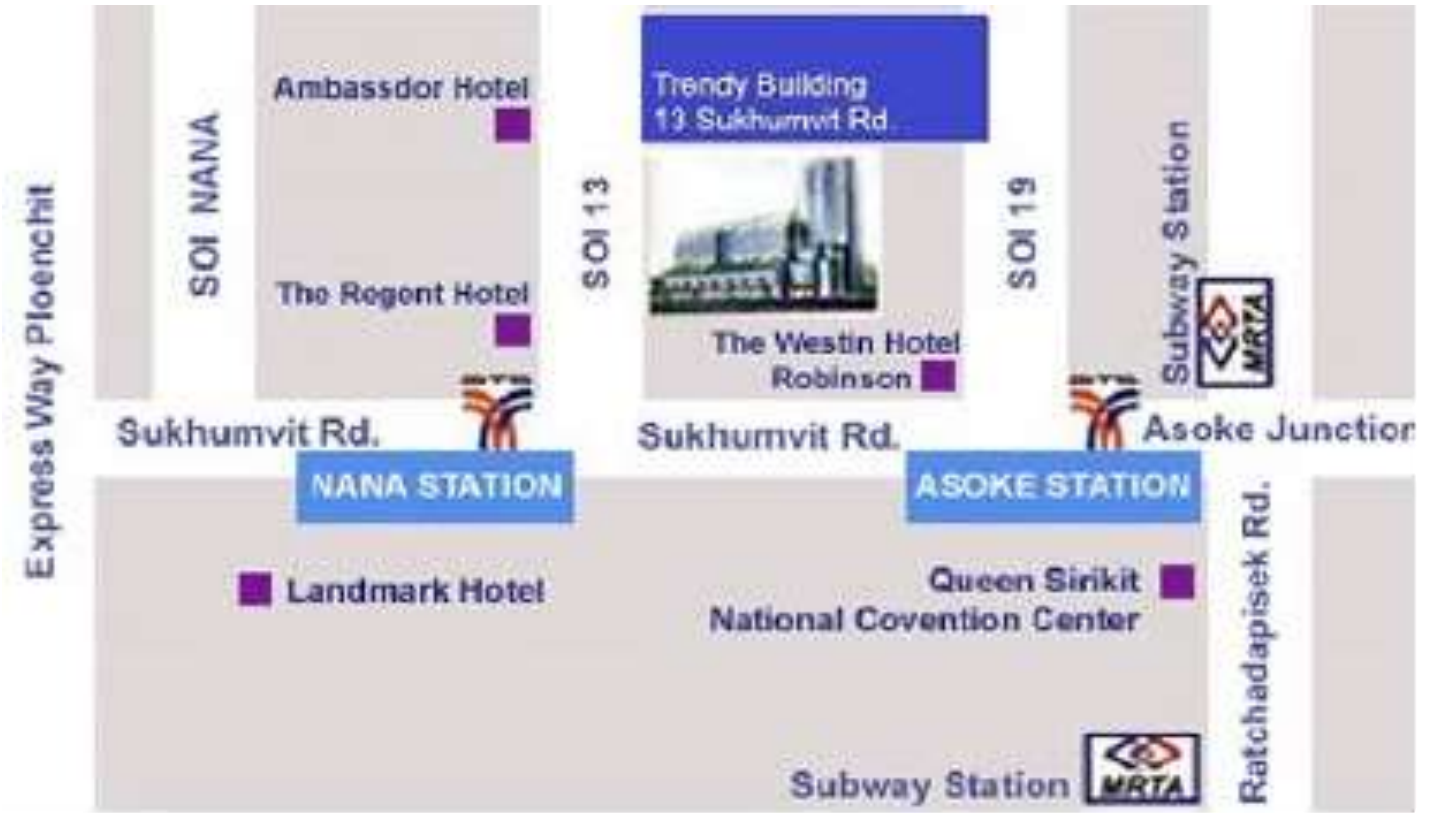 Ambassdor Hotel
Trendy Building
13 Sukhumvit Rd.
SOI NANA
SOI 13
SOI 19
Subway Station
MRTA
Express Way Ploenchit
The Regent Hotel
The Westin Hotel
Robinson
BTS
BTS
Sukhumvit Rd.
Sukhumvit Rd.
Asoke Junction
NANA STATION
ASOKE STATION
Landmark Hotel
Queen Sirikit
National Covention Center
Ratchadapisek Rd.
Subway Station
MRTA